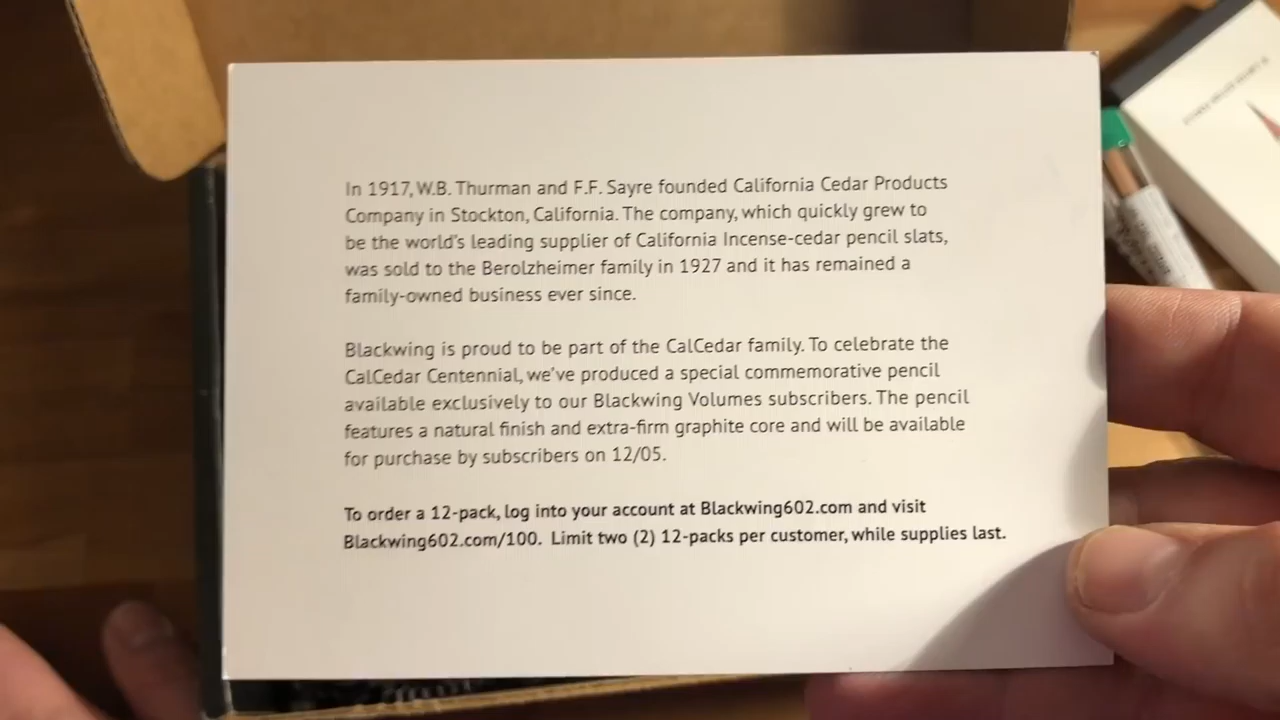 In 1917, W.B. Thurman and F.F. Sayre founded California Cedar Products
Company in Stockton, California. The company, which quickly grew to
be the world's leading supplier of California Incense-cedar pencil slats,
was sold to the Berolzheimer family in 1927 and it has remained a
family-owned business ever since.
Blackwing is proud to be part of the CalCedar family. To celebrate the
CalCedar Centennial, we've produced a special commemorative pencil
available exclusively to our Blackwing Volumes subscribers. The pencil
features a natural finish and extra-firm graphite core and will be available
for purchase by subscribers on 12/05.
To order a 12-pack, log into your account at Blackwing602.com and visit
Blackwing602.com/100. Limit two (2) 12-packs per customer, while supplies last.